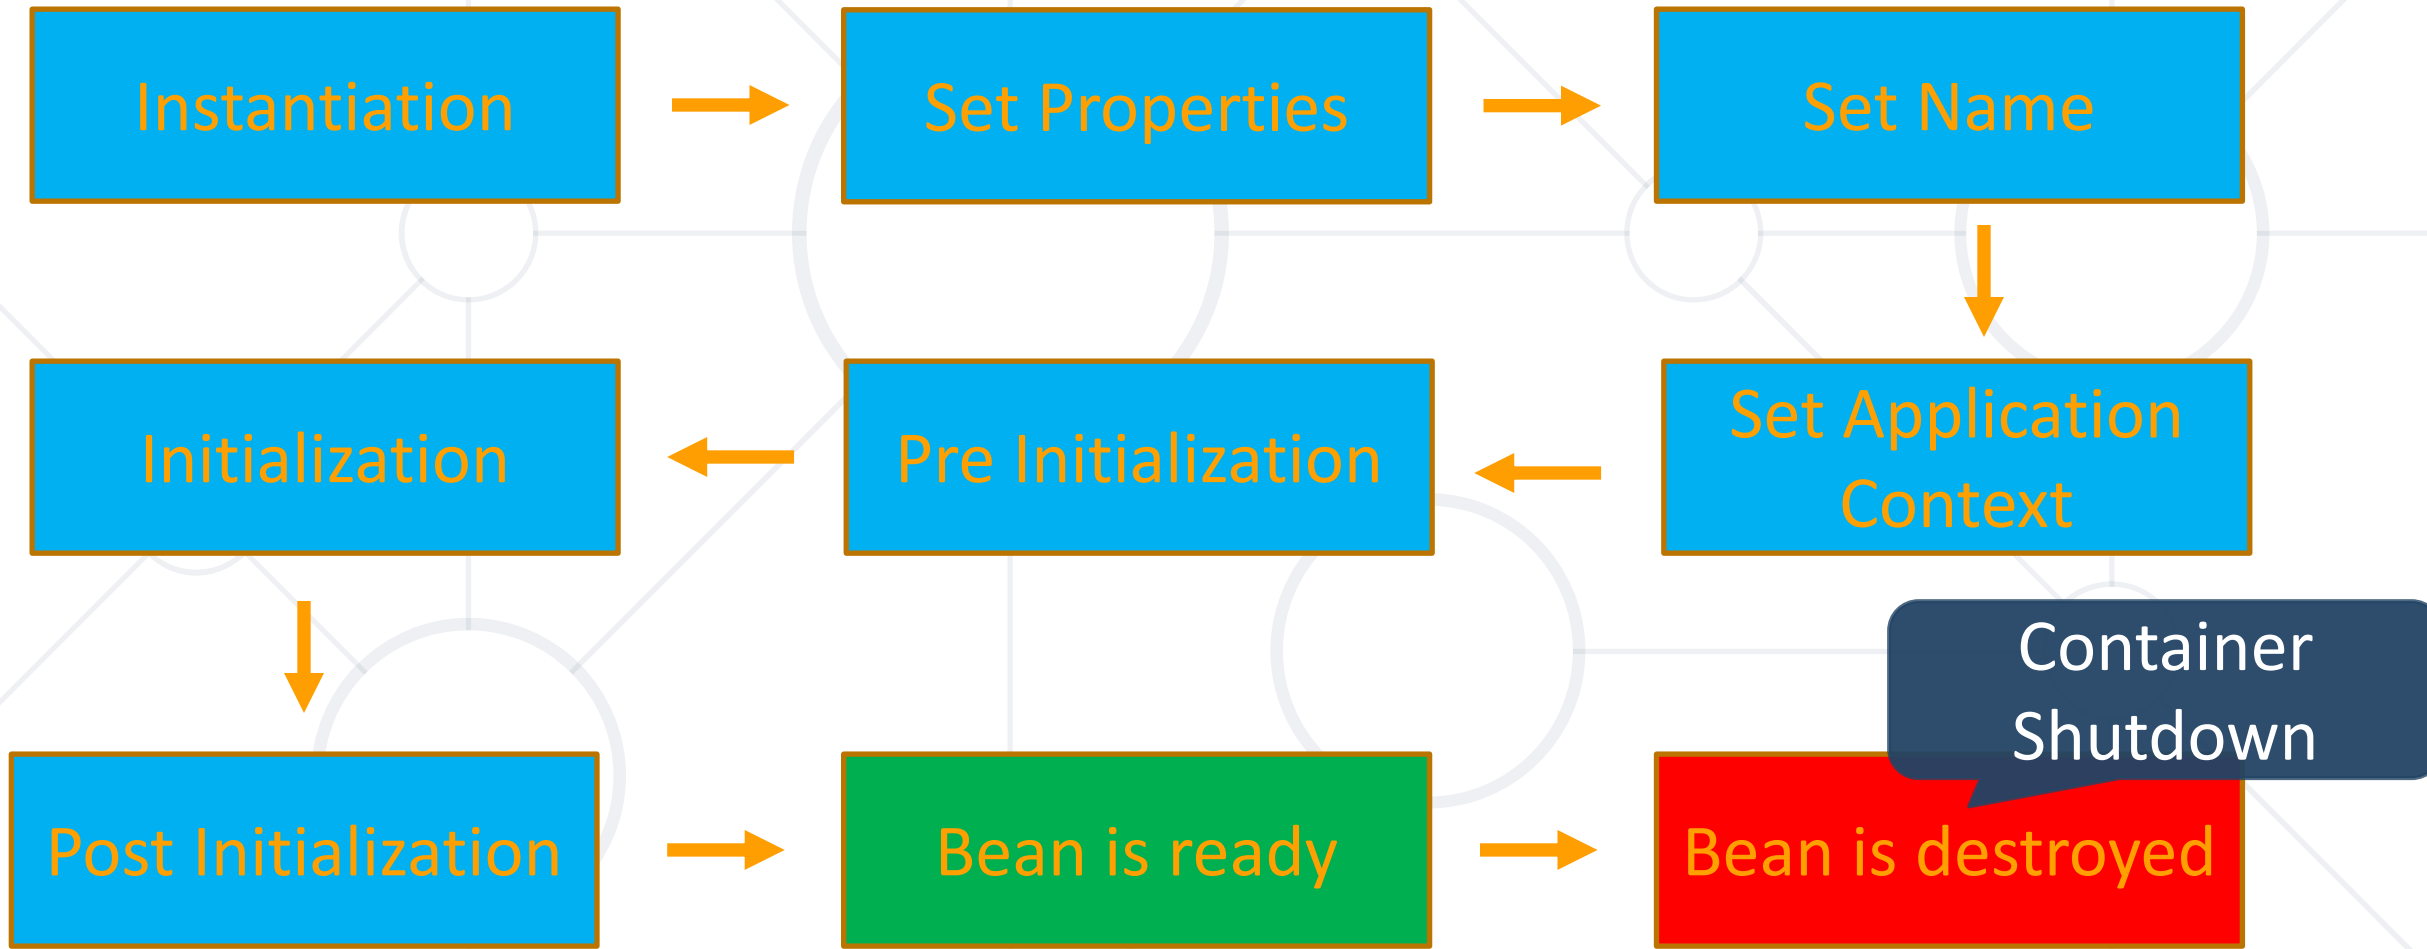 Instantiation
Set Properties
Set Name
Initialization
Pre Initialization
Set Application
Context
Container
Shutdown
Post Initialization
Bean is ready
Bean is destroyed